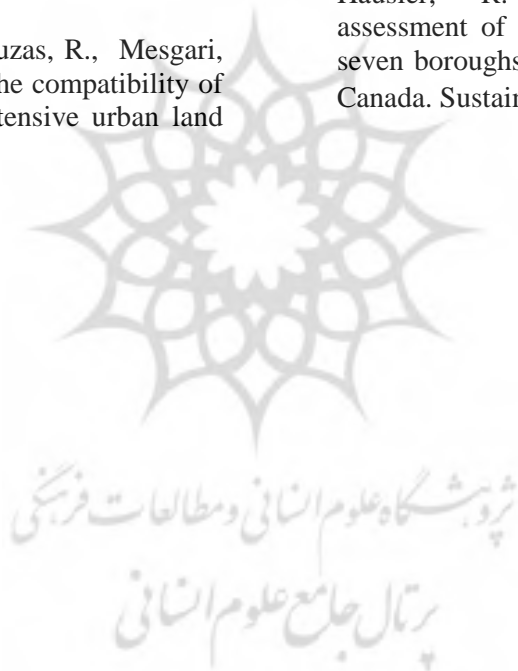 uzas, R., Mesgari,
he compatibility of
tensive urban land
Hausler, R.
assessment of
seven boroughs
Canada. Sustain
پژوهشگاه علوم انسانی و مطالعات فرهنگی
پرتال جامع علوم انسانی